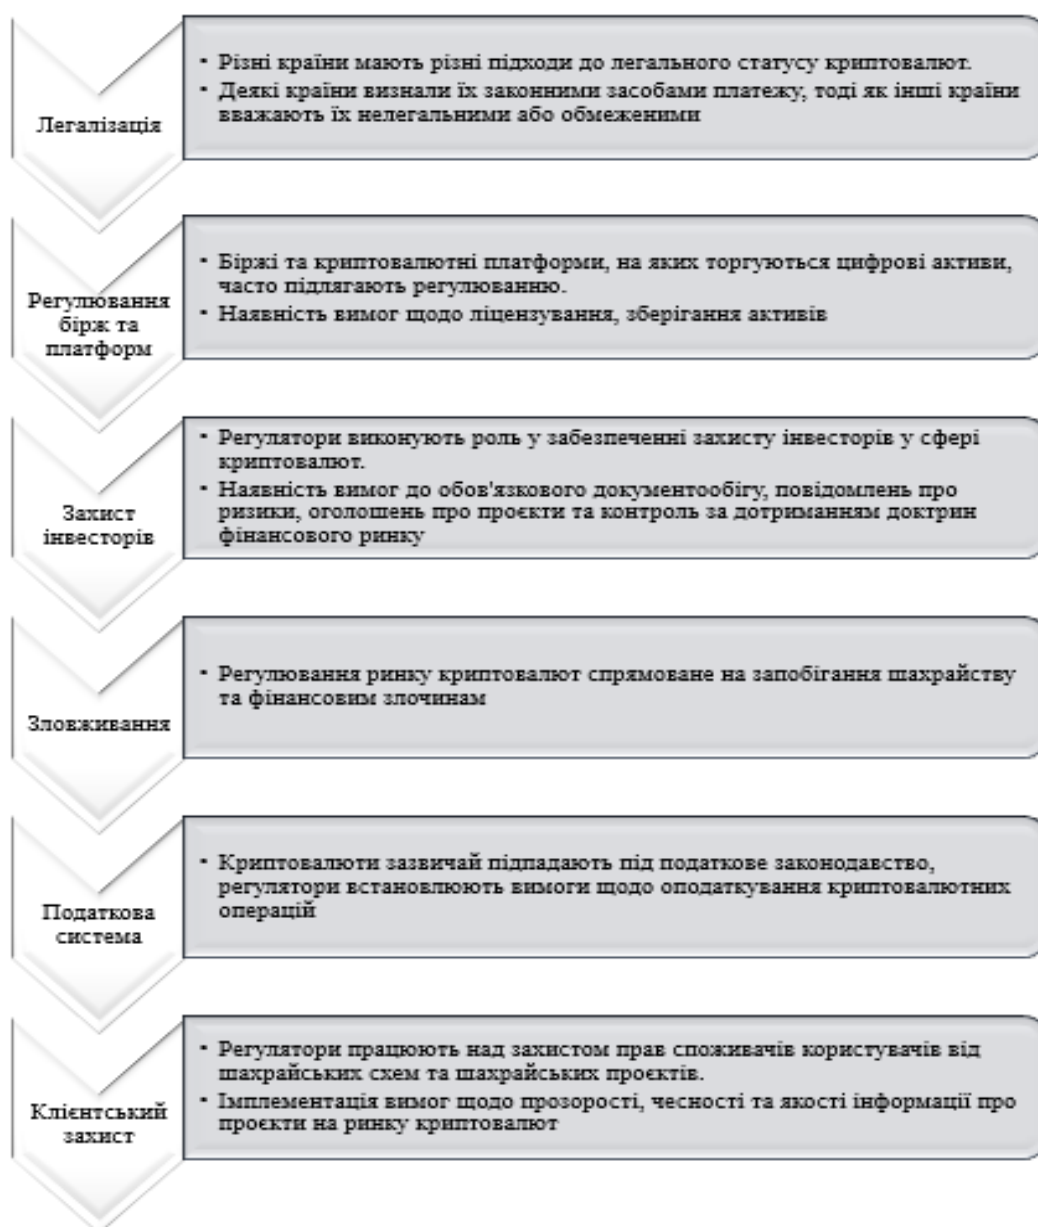 Легалізація
• Різні країни мають різні підходи до легального статусу криптовалют.
• Деякі країни визнали їх законними засобами платежу, тоді як інші країни
вважають їх нелегальними або обмеженими
Регулювання
бірж та
платформ
• Біржі та криптовалютні платформи, на яких торгуються цифрові активи,
часто підлягають регулюванню.
• Наявність вимог щодо ліцензування, зберігання активів
Захист
інвесторів
• Регулятори виконують роль у забезпеченні захисту інвесторів у сфері
криптовалют.
• Наявність вимог до обов'язкового документообігу, повідомлень про
ризики, оголошень про проєкти та контроль за дотриманням доктрин
фінансового ринку
Зловживання
• Регулювання ринку криптовалют спрямоване на запобігання шахрайству
та фінансовим злочинам
Податкова
система
• Криптовалюти зазвичай підпадають під податкове законодавство,
регулятори встановлюють вимоги щодо оподаткування криптовалютних
операцій
Клієнтський
захист
• Регулятори працюють над захистом прав споживачів користувачів від
шахрайських схем та шахрайських проєктів.
• Імплементація вимог щодо прозорості, чесності та якості інформації про
проєкти на ринку криптовалют